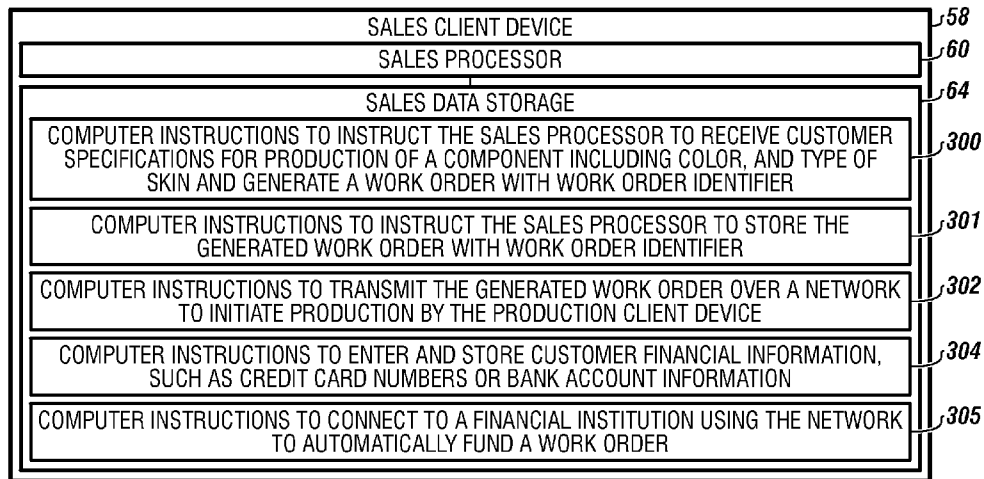 SALES CLIENT DEVICE 58
SALES PROCESSOR 60
SALES DATA STORAGE 64
COMPUTER INSTRUCTIONS TO INSTRUCT THE SALES PROCESSOR TO RECEIVE CUSTOMER
SPECIFICATIONS FOR PRODUCTION OF A COMPONENT INCLUDING COLOR, AND TYPE OF 300
SKIN AND GENERATE A WORK ORDER WITH WORK ORDER IDENTIFIER
COMPUTER INSTRUCTIONS TO INSTRUCT THE SALES PROCESSOR TO STORE THE 301
GENERATED WORK ORDER WITH WORK ORDER IDENTIFIER
COMPUTER INSTRUCTIONS TO TRANSMIT THE GENERATED WORK ORDER OVER A NETWORK 302
TO INITIATE PRODUCTION BY THE PRODUCTION CLIENT DEVICE
COMPUTER INSTRUCTIONS TO ENTER AND STORE CUSTOMER FINANCIAL INFORMATION, 304
SUCH AS CREDIT CARD NUMBERS OR BANK ACCOUNT INFORMATION
COMPUTER INSTRUCTIONS TO CONNECT TO A FINANCIAL INSTITUTION USING THE NETWORK 305
TO AUTOMATICALLY FUND A WORK ORDER